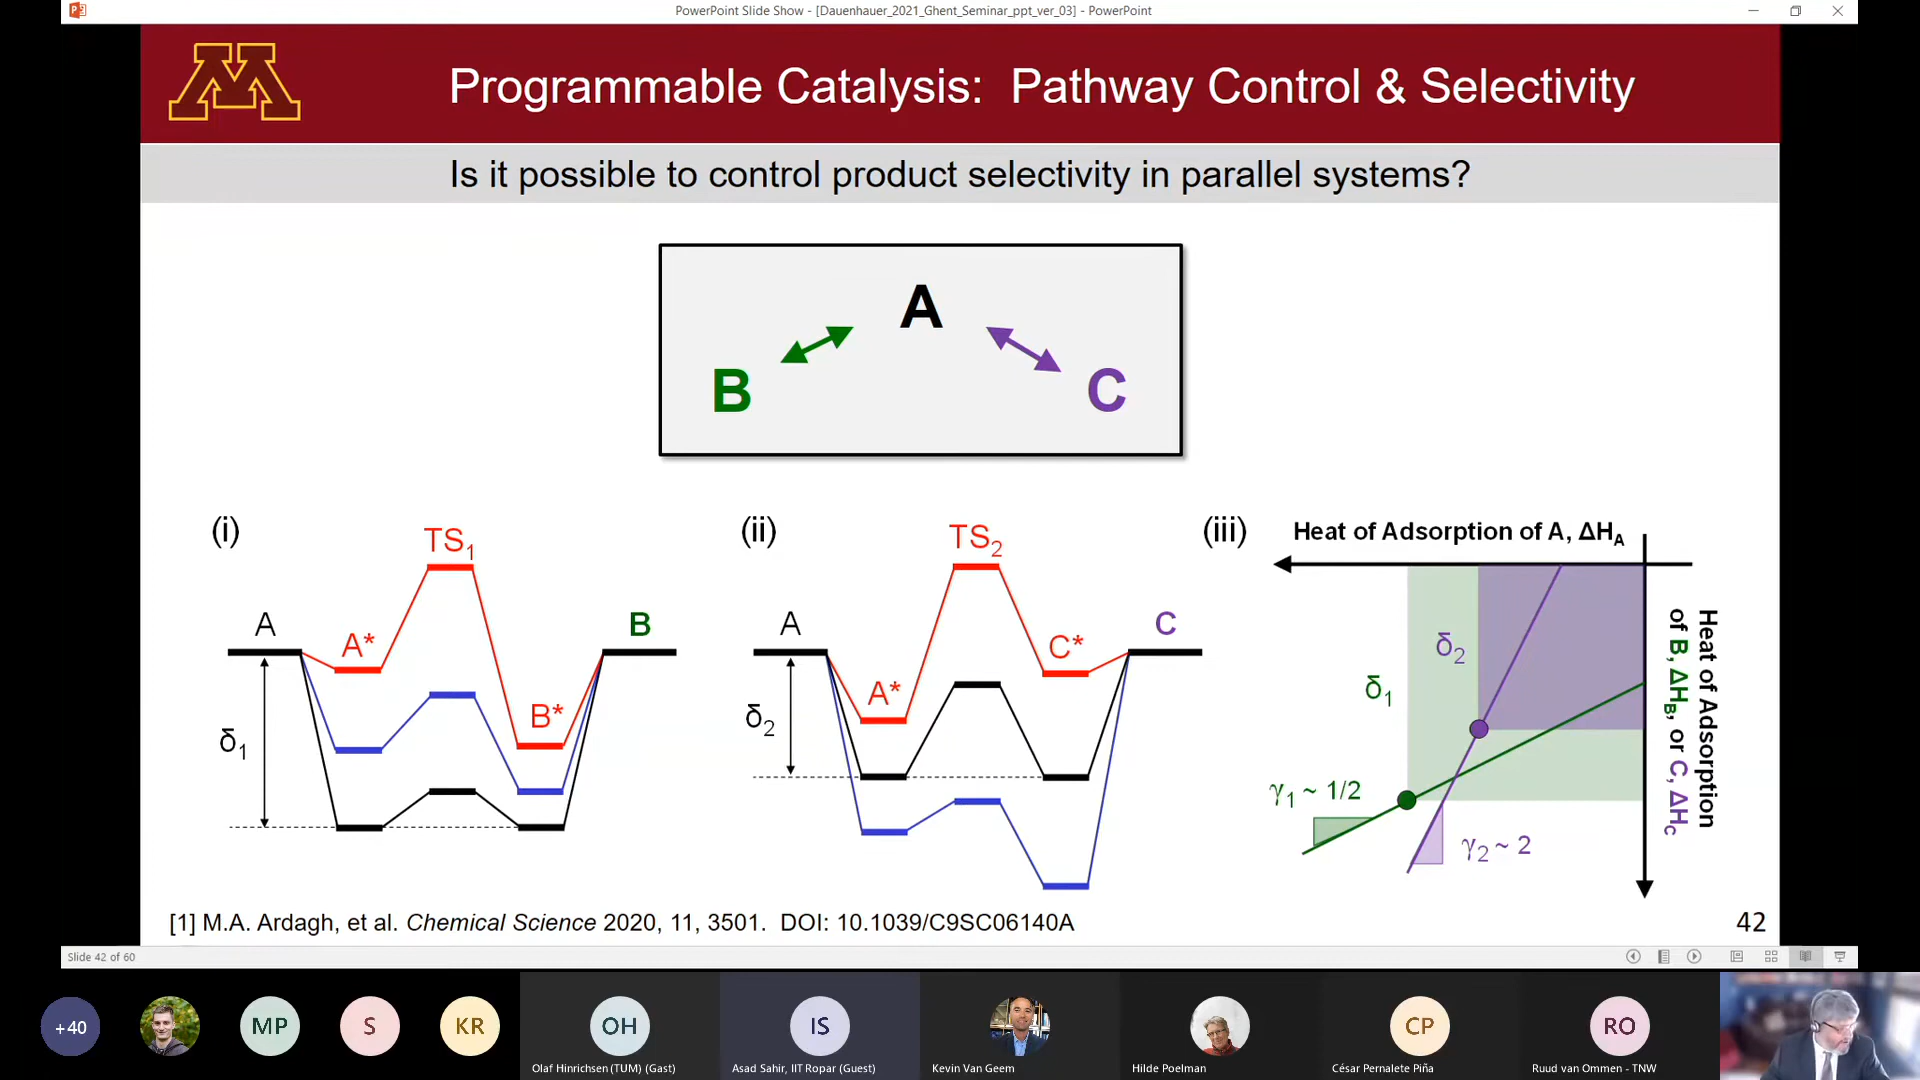 PowerPoint Slide Show - [Dauenhauer_2021_Ghent_Seminar_ppt_ver_03] - PowerPoint
M
Programmable Catalysis: Pathway Control & Selectivity
Is it possible to control product selectivity in parallel systems?
A
B
C
(i)
TS₁
A
A*
B
B*
δ₁
(ii)
TS₂
A
A*
C*
C
δ₂
(iii)
Heat of Adsorption of A, ΔH_A
δ₂
δ₁
γ₁ ~ 1/2
γ₂ ~ 2
Heat of Adsorption
of B, ΔH_B, or C, ΔH_C
[1] M.A. Ardagh, et al. Chemical Science 2020, 11, 3501. DOI: 10.1039/C9SC06140A
42
Slide 42 of 60
+40
MP
S
KR
OH
Olaf Hinrichsen (TUM) (Gast)
IS
Asad Sahir, IIT Ropar (Guest)
Kevin Van Geem
Hilde Poelman
CP
César Pernalete Piña
RO
Ruud van Ommen - TNW